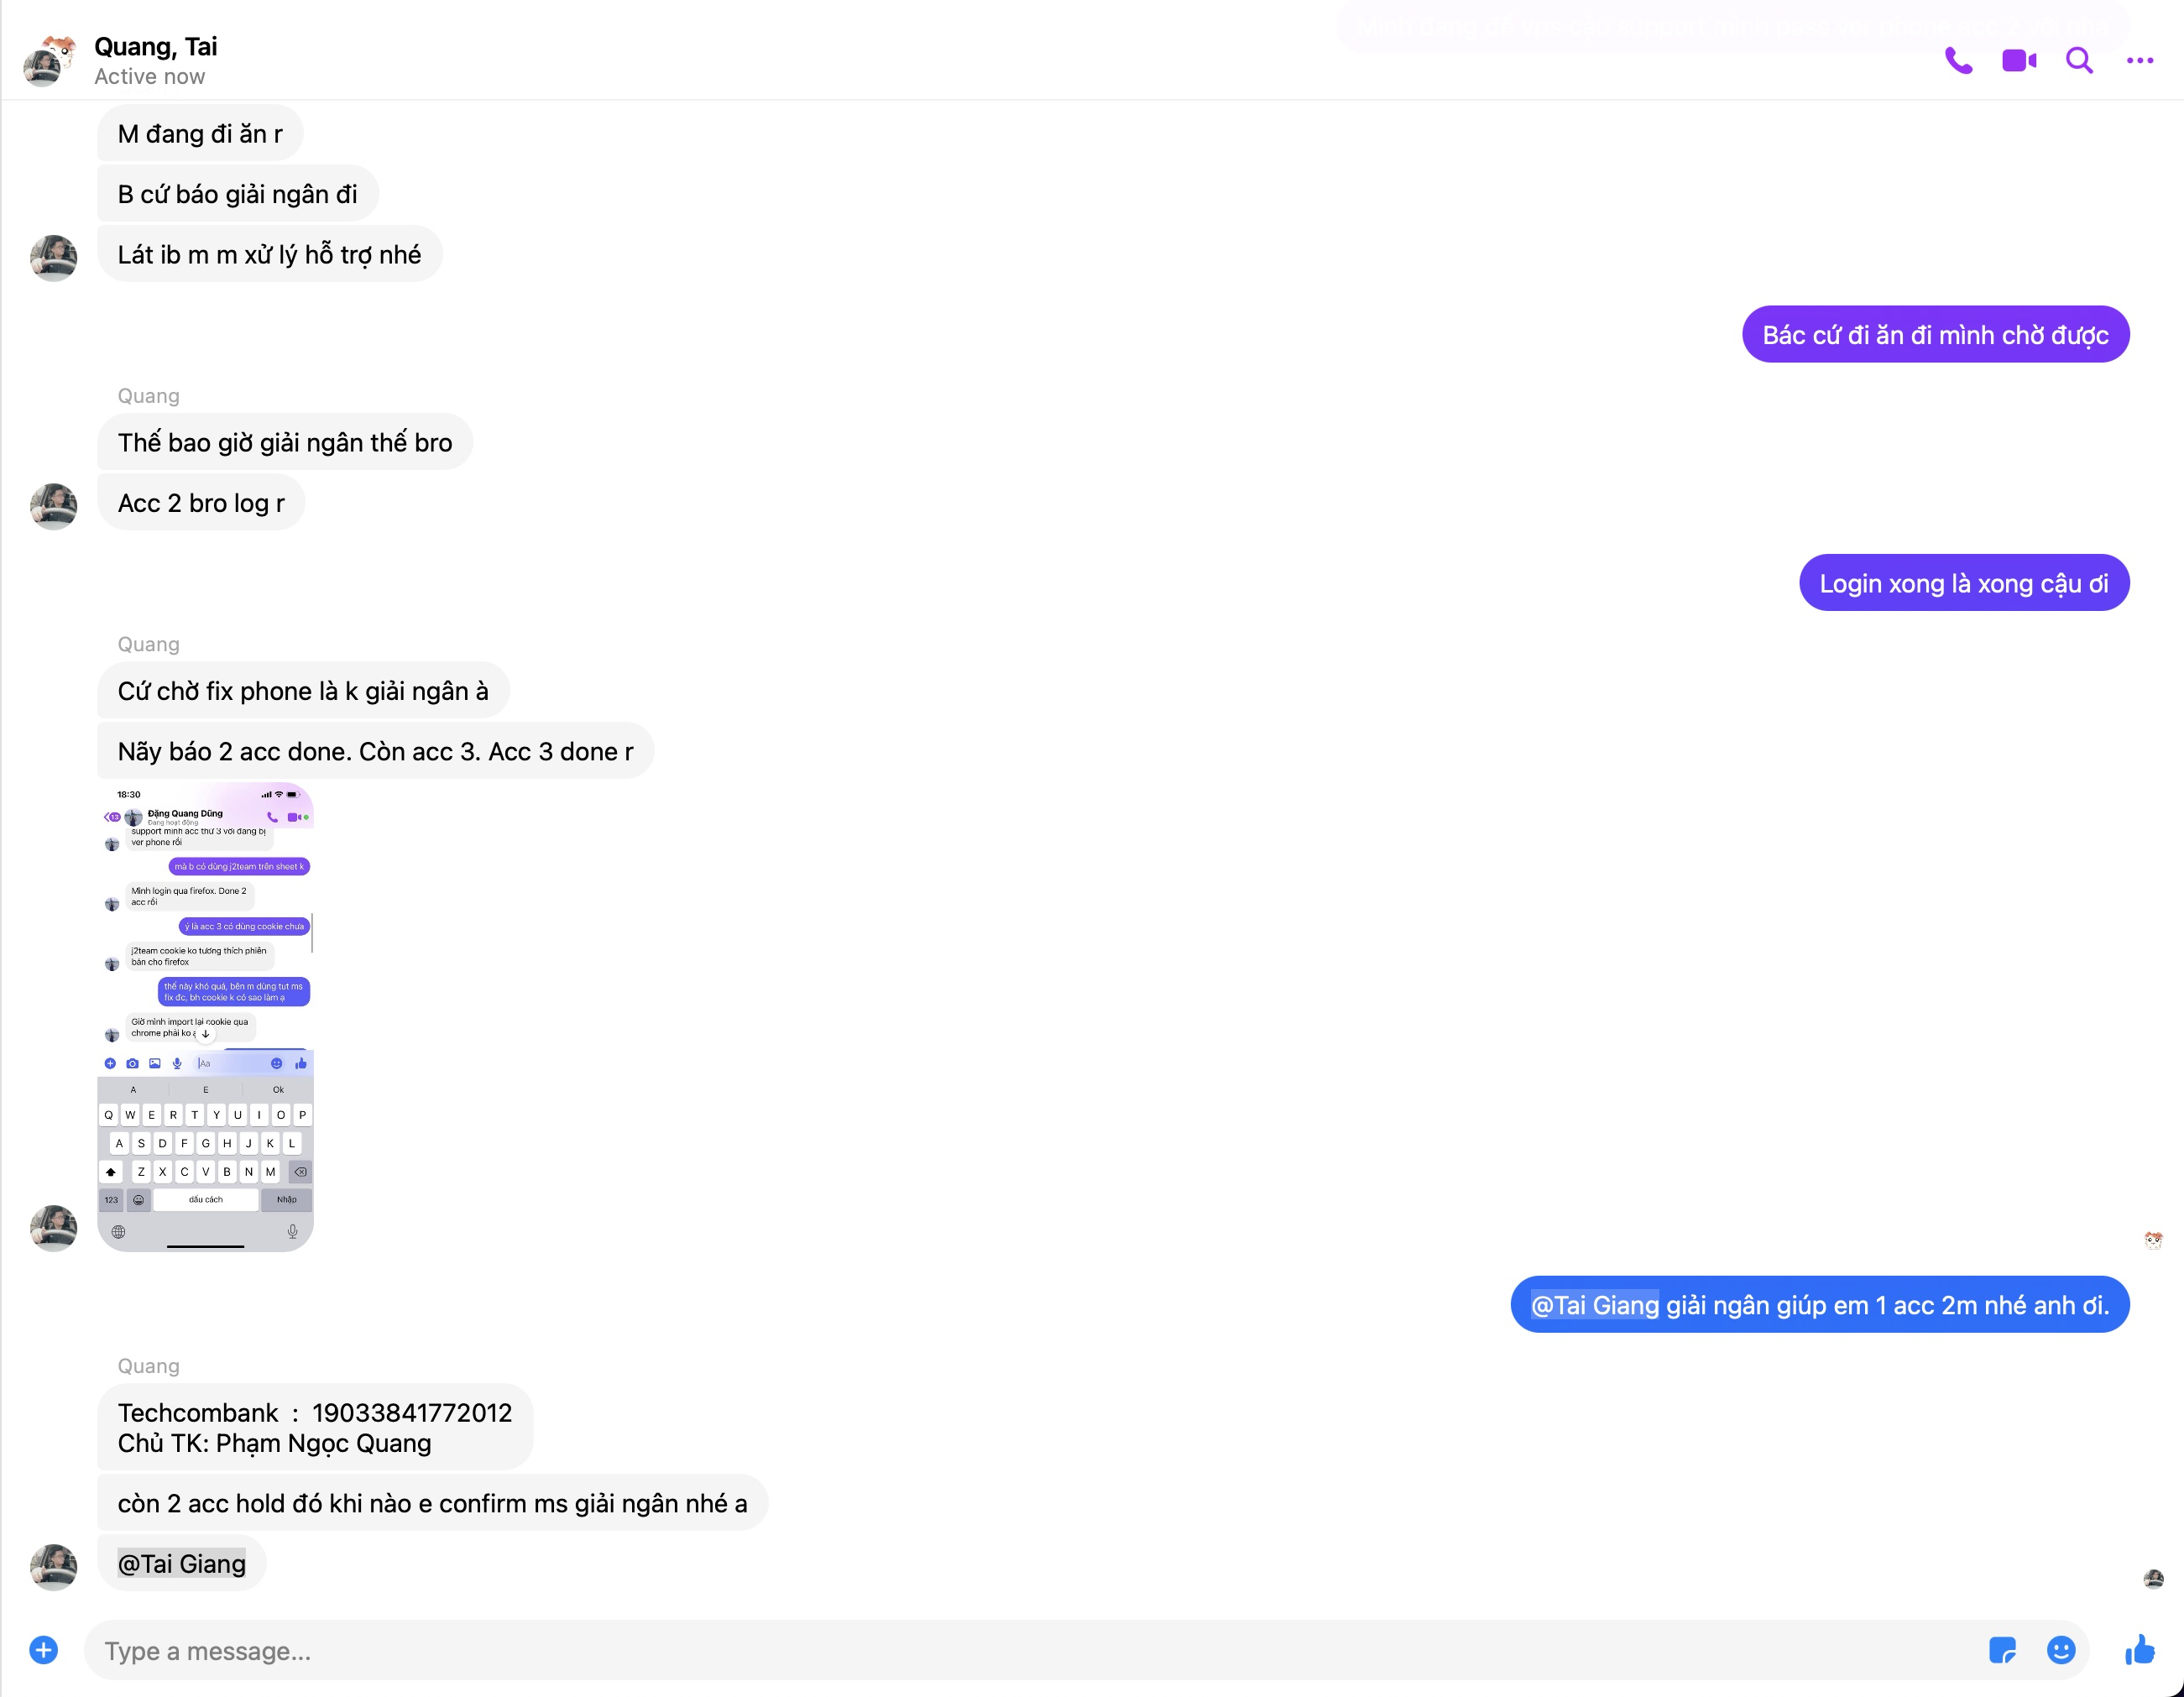 Quang, Tai
Active now
M đang đi ăn r
B cứ báo giải ngân đi
Lát ib m m xử lý hỗ trợ nhé
Bác cứ đi ăn đi mình chờ được
Quang
Thế bao giờ giải ngân thế bro
Acc 2 bro log r
Login xong là xong cậu ơi
Quang
Cứ chờ fix phone là k giải ngân à
Nãy báo 2 acc done. Còn acc 3. Acc 3 done r
18:30
13
Đặng Quang Dũng
Đang hoạt động
support mình acc thứ 3 với đang bị
ver phone rồi
mà b có dùng j2team trên sheet k
Mình login qua firefox. Done 2
acc rồi
ý là acc 3 có dùng cookie chưa
j2team cookie ko tương thích phiên
bản cho firefox
thế này khó quá, bên m dùng tut ms
fix đc, bh cookie k có sao làm ạ
Giờ mình import lại cookie qua
chrome phải ko
Aa
A E Ok
Q W E R T Y U I O P
A S D F G H J K L
Z X C V B N M
123 dấu cách Nhập
@Tai Giang giải ngân giúp em 1 acc 2m nhé anh ơi.
Quang
Techcombank : 19033841772012
Chủ TK: Phạm Ngọc Quang
còn 2 acc hold đó khi nào e confirm ms giải ngân nhé a
@Tai Giang
Type a message...